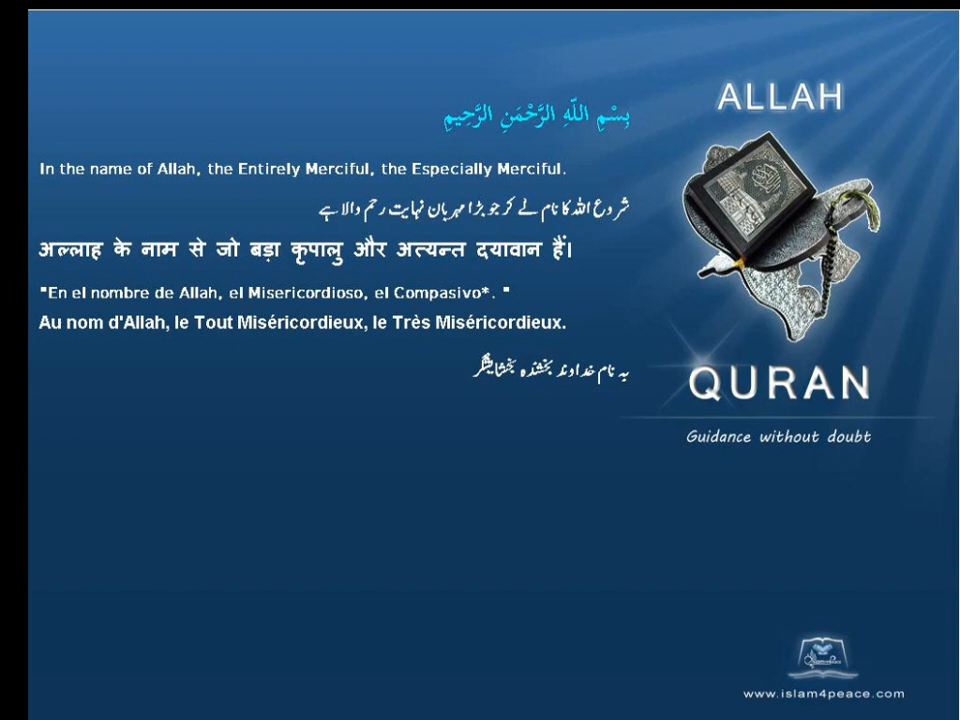 بِسْمِ اللّهِ الرَّحْمَنِ الرَّحِيمِ
In the name of Allah, the Entirely Merciful, the Especially Merciful.
شروع الله کا نام لے کر جو بڑا مہربان نہایت رحم والا ہے
अल्लाह के नाम से जो बड़ा कृपालु और अत्यन्त दयावान हैं।
"En el nombre de Allah, el Misericordioso, el Compasivo*. "
Au nom d'Allah, le Tout Miséricordieux, le Très Miséricordieux.
به نام خداوند بخشنده بخشایشگر
ALLAH
QURAN
Guidance without doubt
www.islam4peace.com